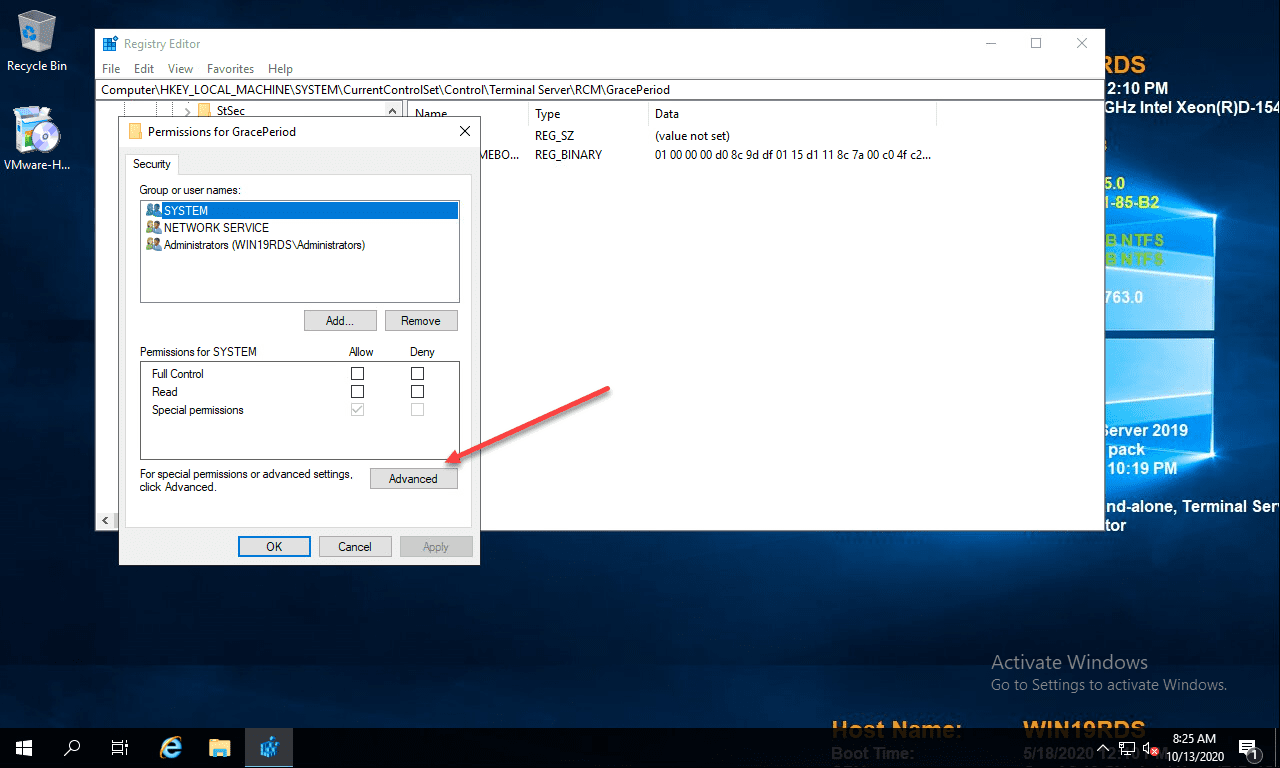 Recycle Bin
VMware-H...
Registry Editor
File Edit View Favorites Help
Computer\HKEY_LOCAL_MACHINE\SYSTEM\CurrentControlSet\Control\Terminal Server\RCM\GracePeriod
StSec
Name Type Data
REG_SZ (value not set)
MEBO... REG_BINARY 01 00 00 00 d0 8c 9d df 01 15 d1 11 8c 7a 00 c0 4f c2...
Permissions for GracePeriod
Security
Group or user names:
SYSTEM
NETWORK SERVICE
Administrators (WIN19RDS\Administrators)
Add... Remove
Permissions for SYSTEM Allow Deny
Full Control
Read
Special permissions
For special permissions or advanced settings,
click Advanced.
Advanced
OK Cancel Apply
RDS
2:10 PM
GHz Intel Xeon(R)D-154
5.0
1-85-B2
B NTFS
B NTFS
763.0
Server 2019
pack
10:19 PM
nd-alone, Terminal Ser
tor
Activate Windows
Go to Settings to activate Windows.
Host Name: WIN19RDS
Boot Time: 5/18/2020
8:25 AM
10/13/2020
1